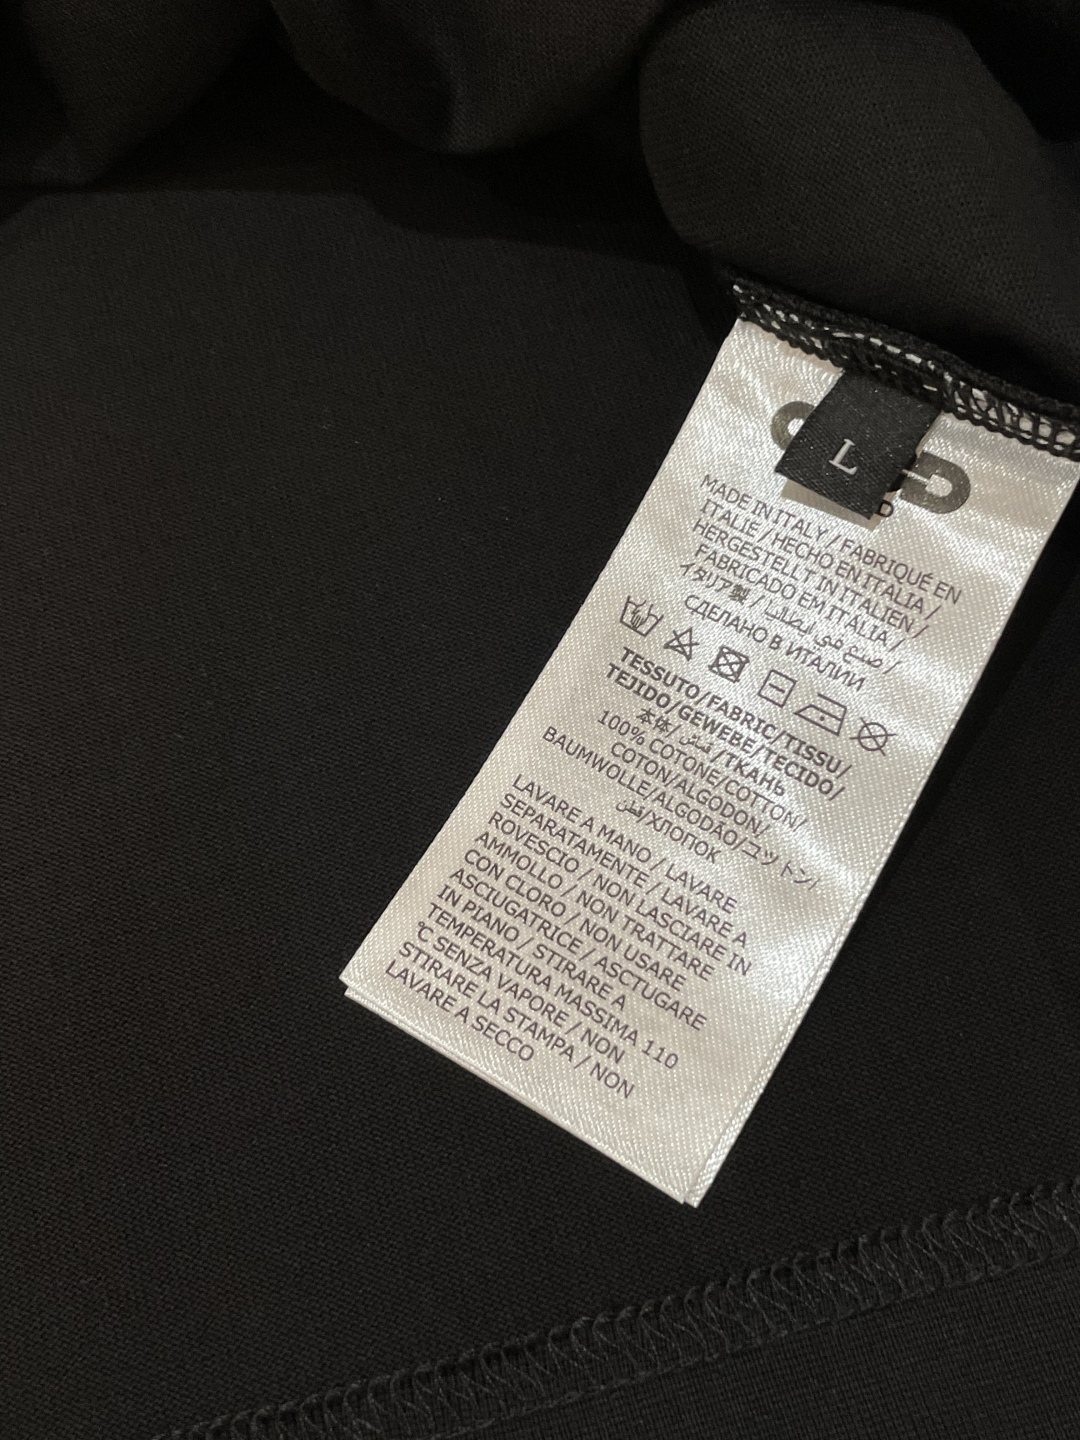 L
D
MADE IN ITALY / FABRIQUÉ EN
ITALIE / HECHO EN ITALIA /
HERGESTELLT IN ITALIEN /
FABRICADO EM ITÁLIA /
イタリア製 / صنع في إيطاليا /
СДЕЛАНО В ИТАЛИИ
TESSUTO/FABRIC/TISSU/
TEJIDO/GEWEBE/TECIDO/
本体/قماش/ТКАНЬ
100% COTONE/COTTON/
COTON/ALGODON/
BAUMWOLLE/ALGODÃO/コットン/
قطن/ХЛОПОК
LAVARE A MANO / LAVARE
SEPARATAMENTE / LAVARE A
ROVESCIO / NON LASCIARE IN
AMMOLLO / NON TRATTARE
CON CLORO / NON USARE
ASCIUGATRICE / ASCTUGARE
IN PIANO / STIRARE A
TEMPERATURA MASSIMA 110
°C SENZA VAPORE / NON
STIRARE LA STAMPA / NON
LAVARE A SECCO